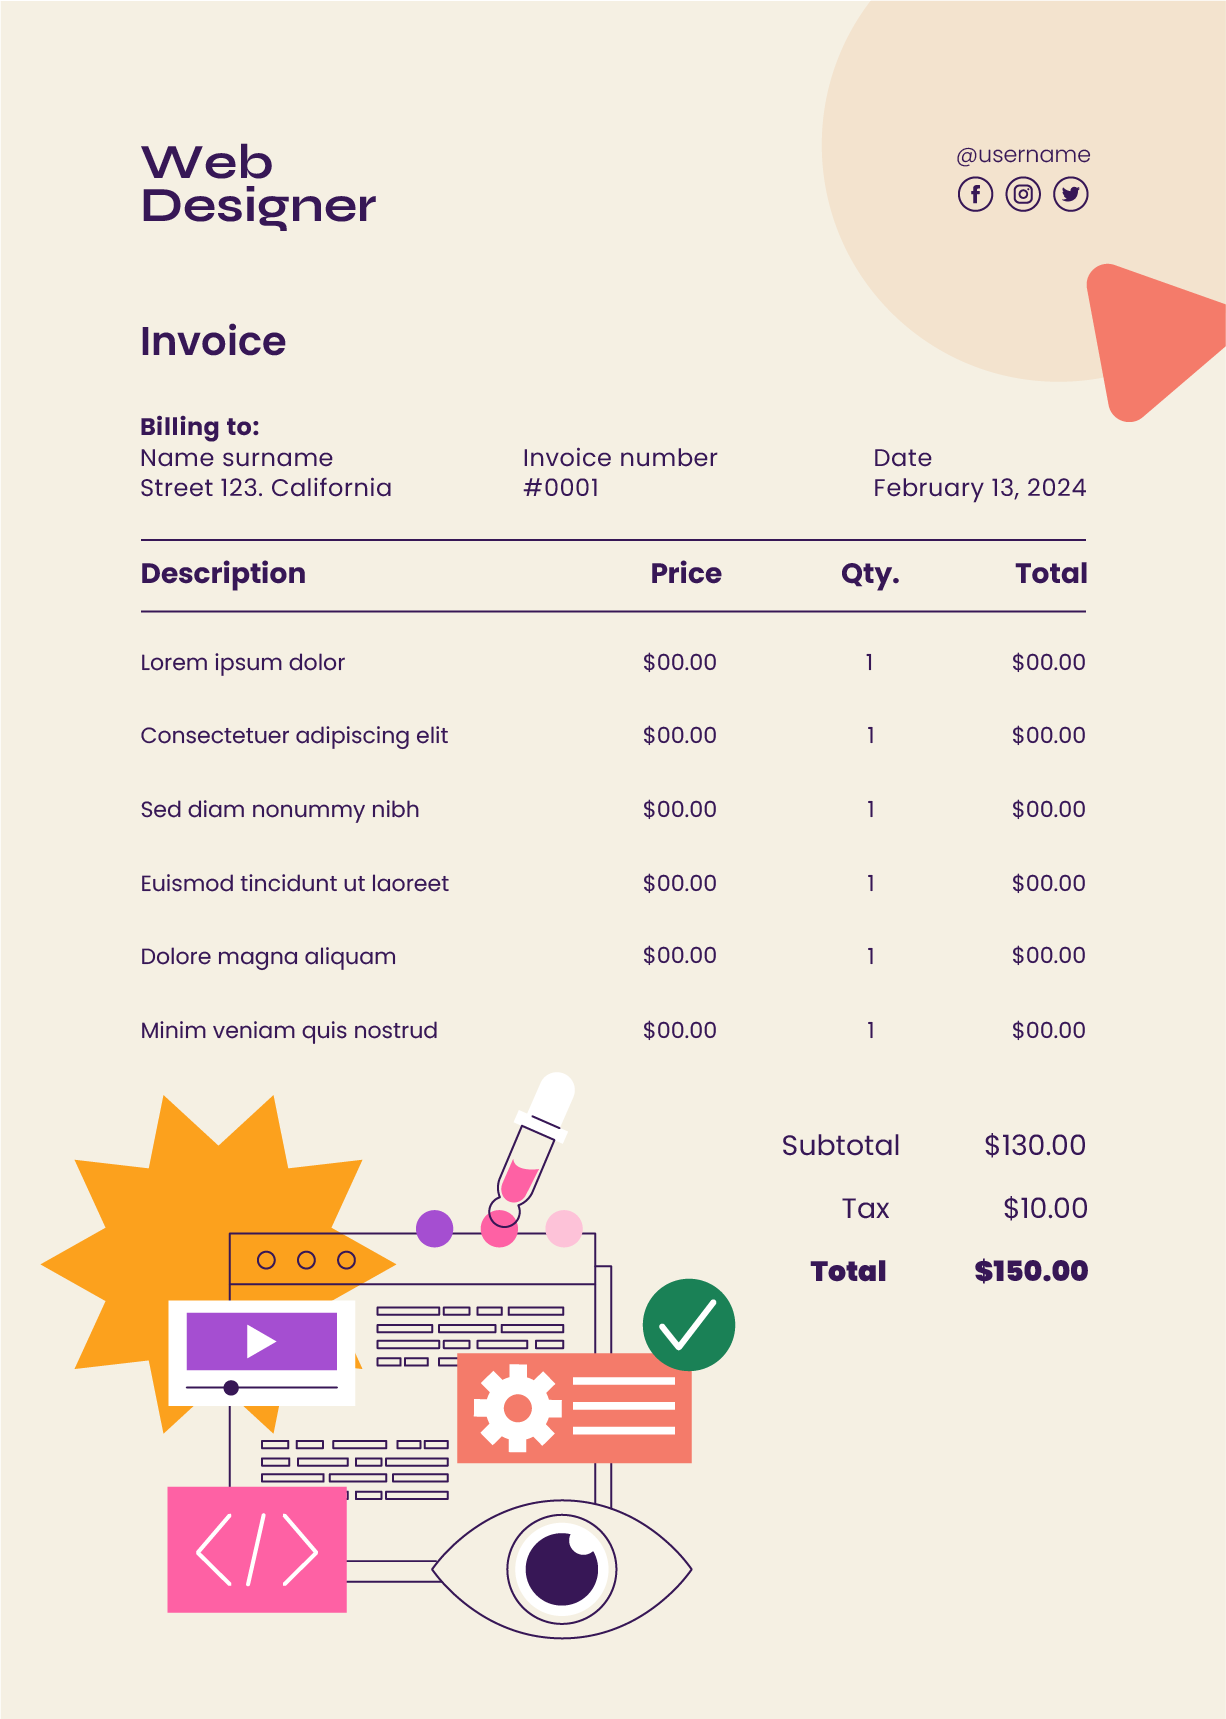 Web
Designer
@username
Invoice
Billing to:
Name surname
Street 123. California
Invoice number
#0001
Date
February 13, 2024
Description Price Qty. Total
Lorem ipsum dolor $00.00 1 $00.00
Consectetuer adipiscing elit $00.00 1 $00.00
Sed diam nonummy nibh $00.00 1 $00.00
Euismod tincidunt ut laoreet $00.00 1 $00.00
Dolore magna aliquam $00.00 1 $00.00
Minim veniam quis nostrud $00.00 1 $00.00
Subtotal $130.00
Tax $10.00
Total $150.00